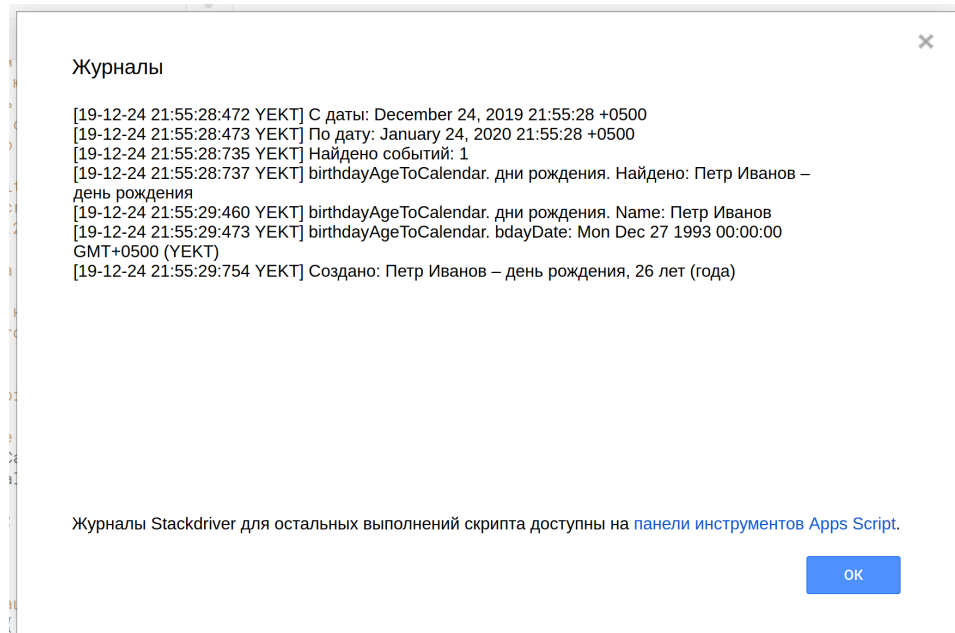 Журналы
[19-12-24 21:55:28:472 YEKT] С даты: December 24, 2019 21:55:28 +0500
[19-12-24 21:55:28:473 YEKT] По дату: January 24, 2020 21:55:28 +0500
[19-12-24 21:55:28:735 YEKT] Найдено событий: 1
[19-12-24 21:55:28:737 YEKT] birthdayAgeToCalendar. дни рождения. Найдено: Петр Иванов –
день рождения
[19-12-24 21:55:29:460 YEKT] birthdayAgeToCalendar. дни рождения. Name: Петр Иванов
[19-12-24 21:55:29:473 YEKT] birthdayAgeToCalendar. bdayDate: Mon Dec 27 1993 00:00:00
GMT+0500 (YEKT)
[19-12-24 21:55:29:754 YEKT] Создано: Петр Иванов – день рождения, 26 лет (года)
Журналы Stackdriver для остальных выполнений скрипта доступны на панели инструментов Apps Script.
ОК